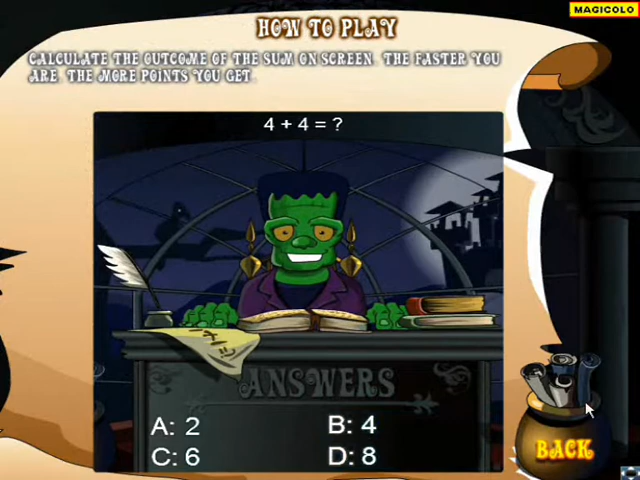 MAGICOLO
HOW TO PLAY
CALCULATE THE OUTCOME OF THE SUM ON SCREEN. THE FASTER YOU
ARE, THE MORE POINTS YOU GET.
4 + 4 = ?
ANSWERS
A: 2
B: 4
C: 6
D: 8
BACK